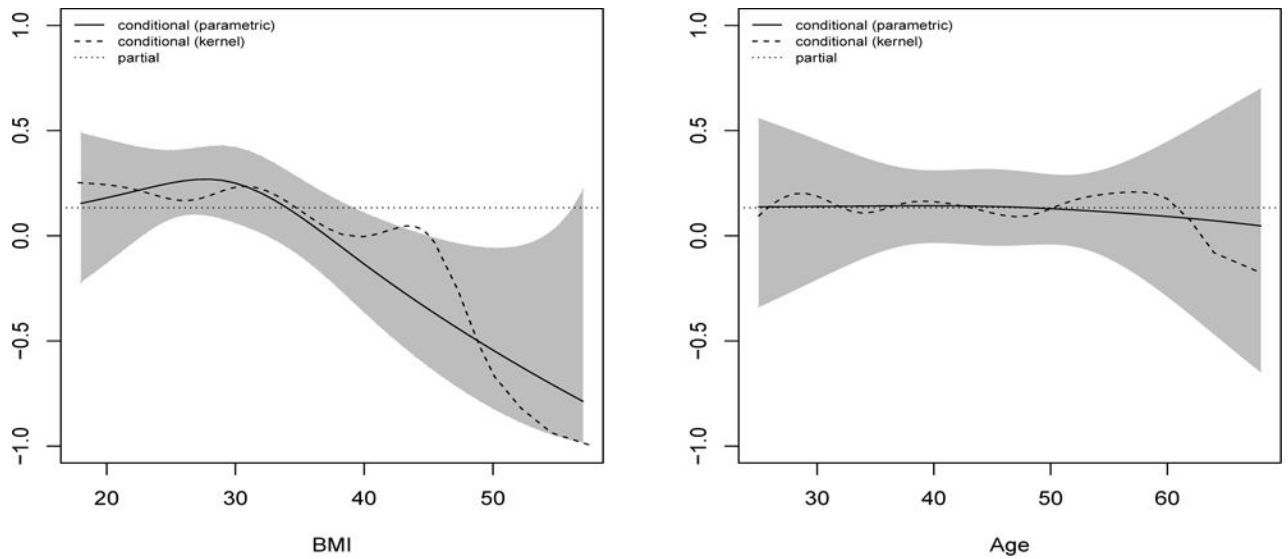 1.0
0.5
0.0
−0.5
−1.0
conditional (parametric)
conditional (kernel)
partial
20 30 40 50
BMI
1.0
0.5
0.0
−0.5
−1.0
conditional (parametric)
conditional (kernel)
partial
30 40 50 60
Age